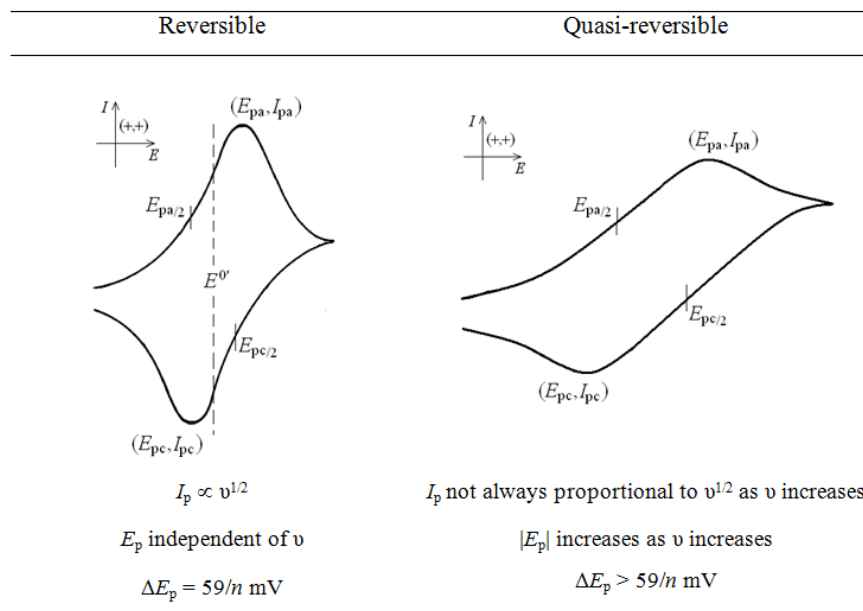 Reversible
Quasi-reversible
I
(+,+)
E
(Epa,Ipa)
Epa/2
E0'
Epc/2
(Epc,Ipc)
I
(+,+)
E
(Epa,Ipa)
Epa/2
Epc/2
(Epc,Ipc)
Ip ∝ υ1/2
Ip not always proportional to υ1/2 as υ increases
Ep independent of υ
|Ep| increases as υ increases
ΔEp = 59/n mV
ΔEp > 59/n mV